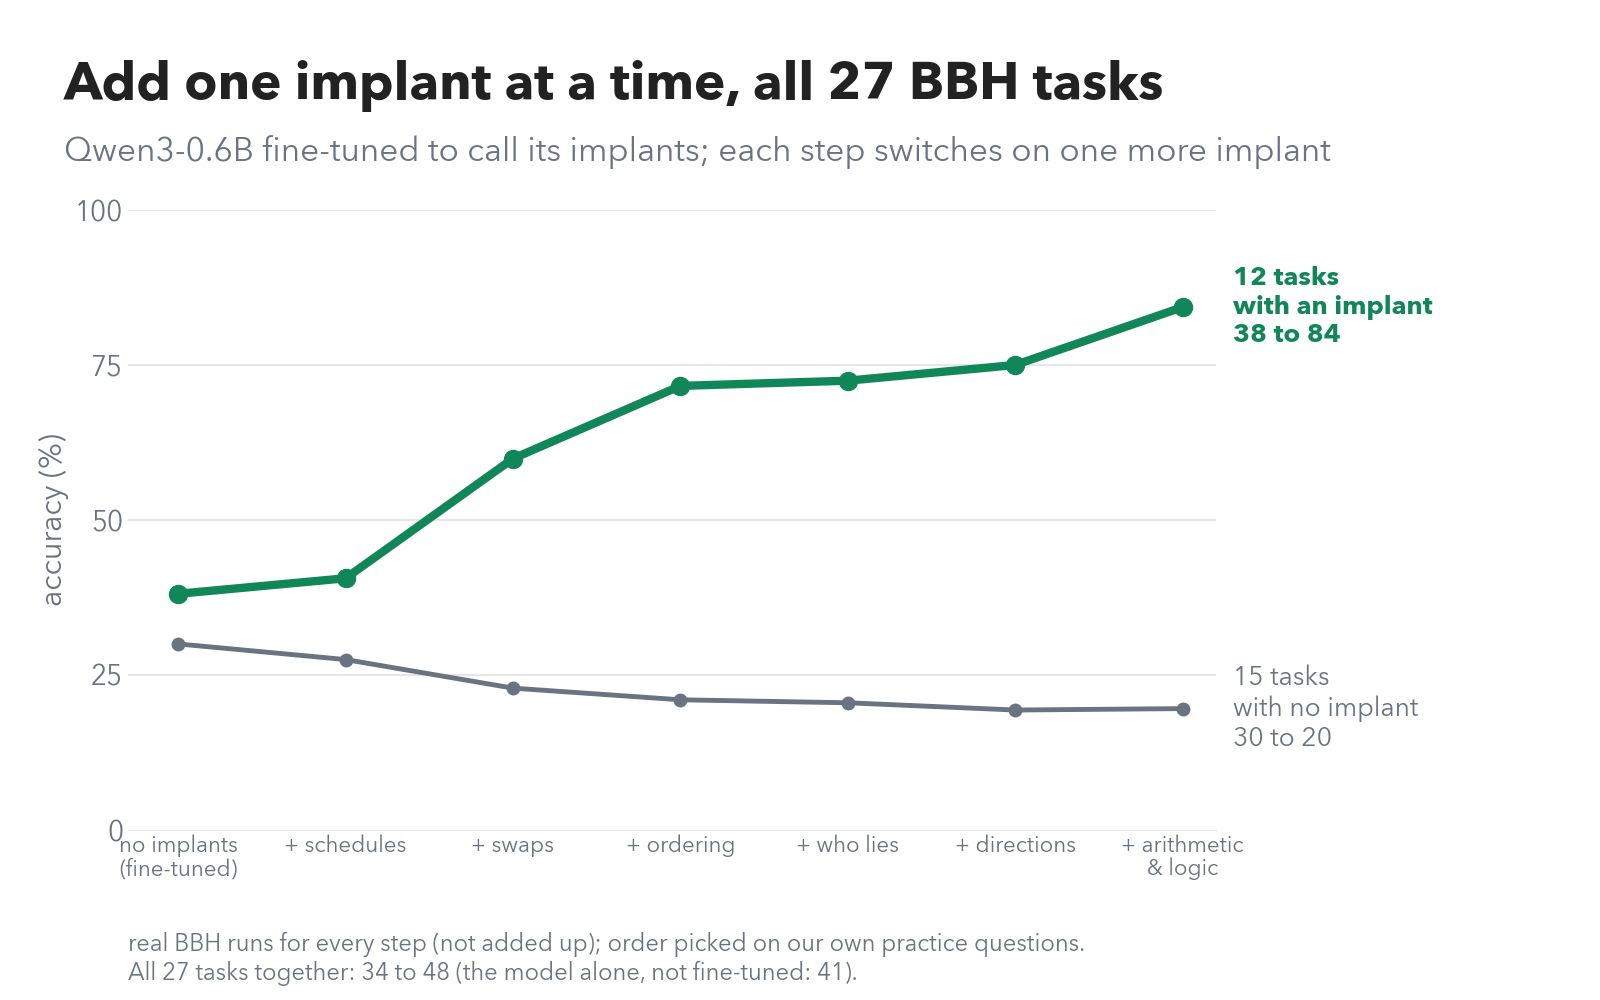 Add one implant at a time, all 27 BBH tasks
Qwen3-0.6B fine-tuned to call its implants; each step switches on one more implant
100
75
50
25
0
accuracy (%)
12 tasks
with an implant
38 to 84
15 tasks
with no implant
30 to 20
no implants
(fine-tuned)
+ schedules
+ swaps
+ ordering
+ who lies
+ directions
+ arithmetic
& logic
real BBH runs for every step (not added up); order picked on our own practice questions.
All 27 tasks together: 34 to 48 (the model alone, not fine-tuned: 41).